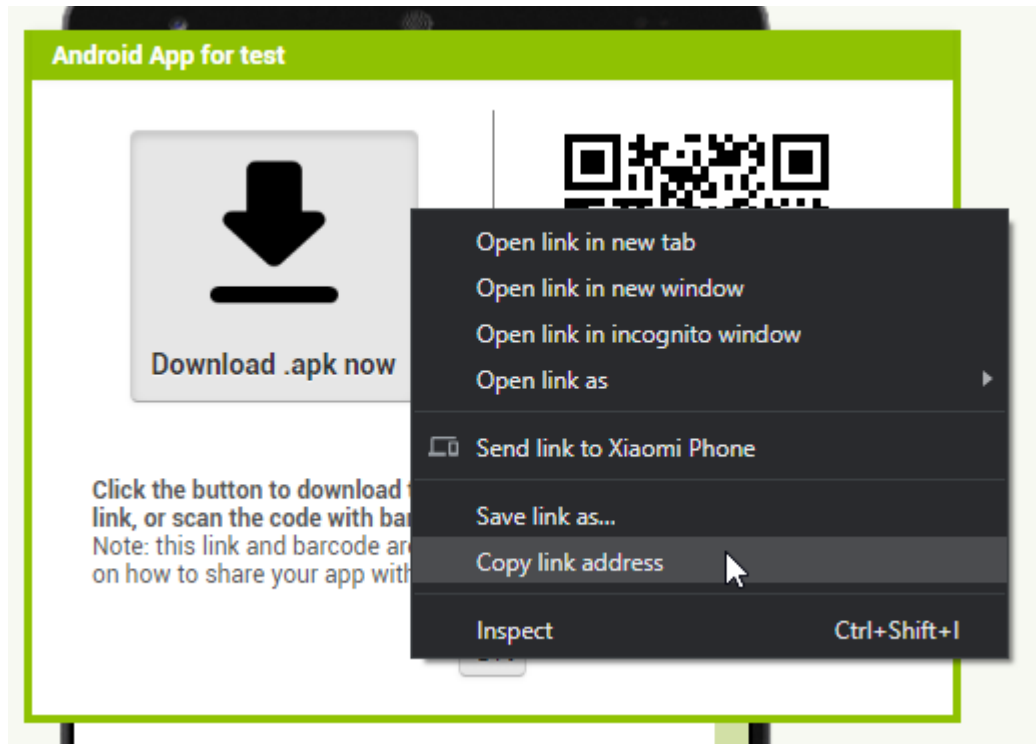 Android App for test
Download .apk now
Click the button to download
link, or scan the code with
Note: this link and barcode
on how to share your app with
Open link in new tab
Open link in new window
Open link in incognito window
Open link as
Send link to Xiaomi Phone
Save link as...
Copy link address
Inspect Ctrl+Shift+I